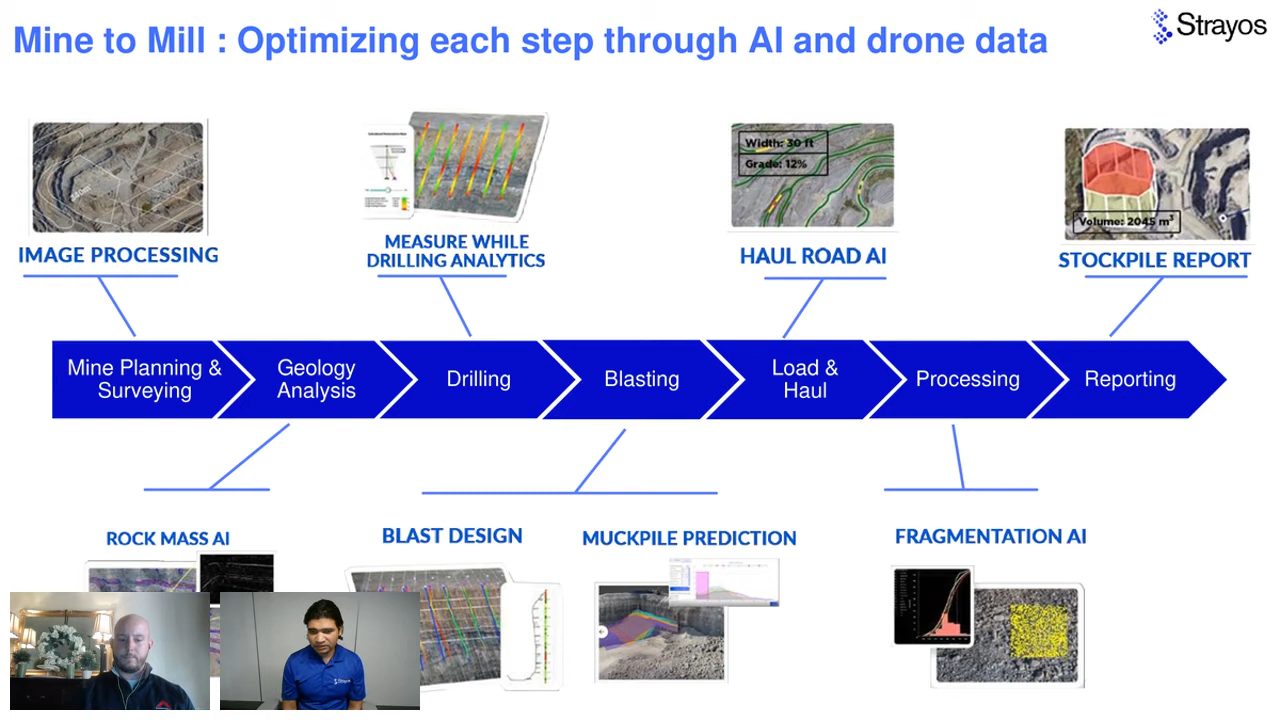 Mine to Mill : Optimizing each step through AI and drone data
Strayos
Width: 30 ft
Grade: 12%
Volume: 2045 m³
IMAGE PROCESSING
MEASURE WHILE
DRILLING ANALYTICS
HAUL ROAD AI
STOCKPILE REPORT
Mine Planning &
Surveying
Geology
Analysis
Drilling
Blasting
Load &
Haul
Processing
Reporting
ROCK MASS AI
BLAST DESIGN
MUCKPILE PREDICTION
FRAGMENTATION AI